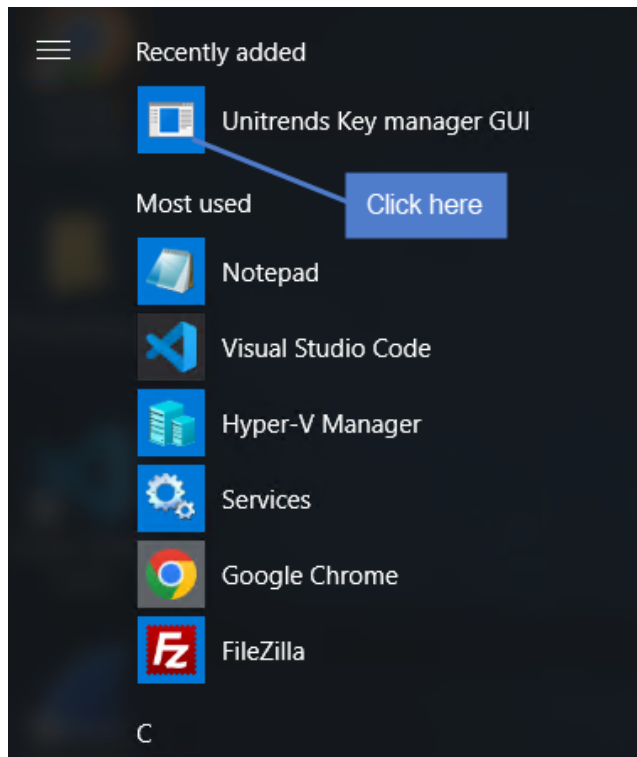 Recently added
Unitrends Key manager GUI
Click here
Most used
Notepad
Visual Studio Code
Hyper-V Manager
Services
Google Chrome
Fz
FileZilla
C